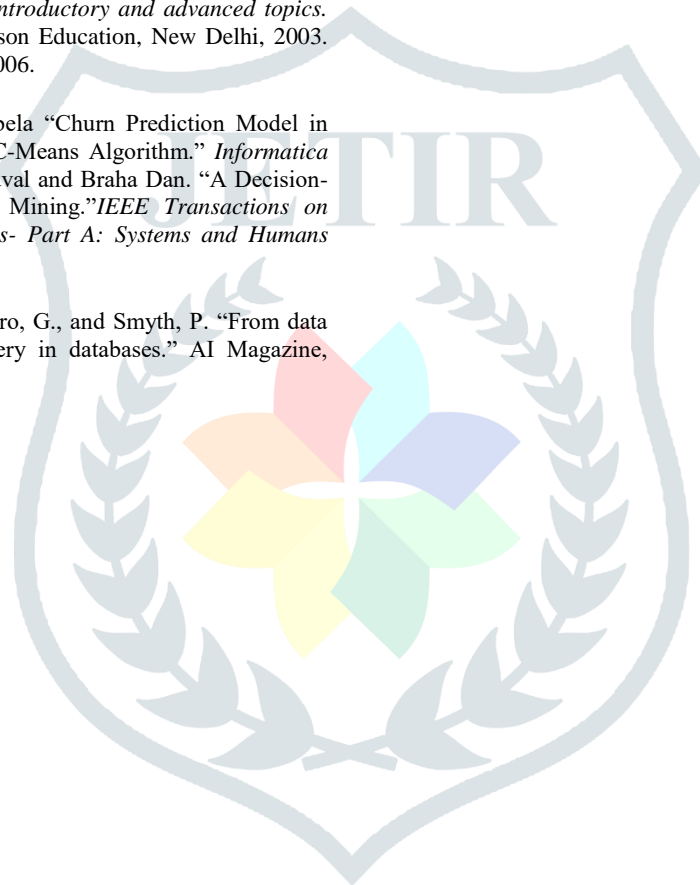 ntroductory and advanced topics.
son Education, New Delhi, 2003.
006.
bela “Churn Prediction Model in
C-Means Algorithm.” Informatica
val and Braha Dan. “A Decision-
Mining.”IEEE Transactions on
s- Part A: Systems and Humans
ro, G., and Smyth, P. “From data
ery in databases.” AI Magazine,
JETIR